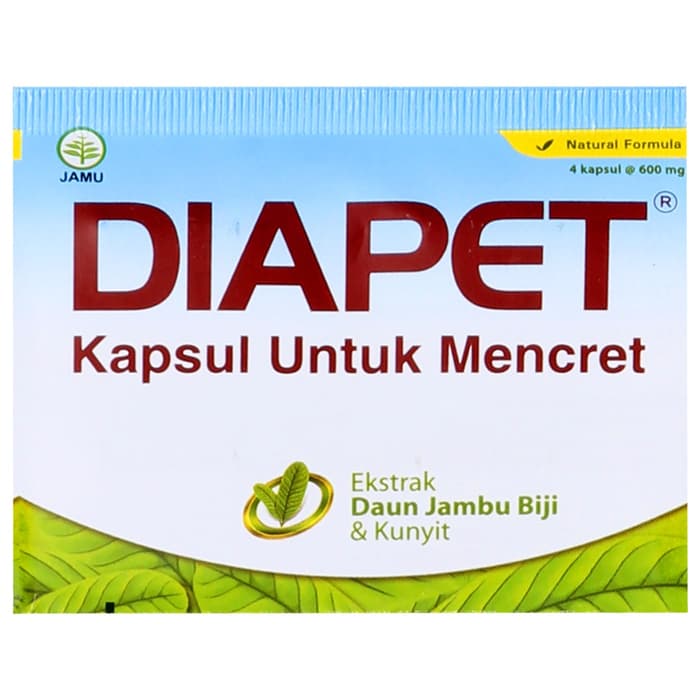 JAMU
Natural Formula
4 kapsul @ 600 mg
DIAPET®
Kapsul Untuk Mencret
Ekstrak
Daun Jambu Biji
& Kunyit